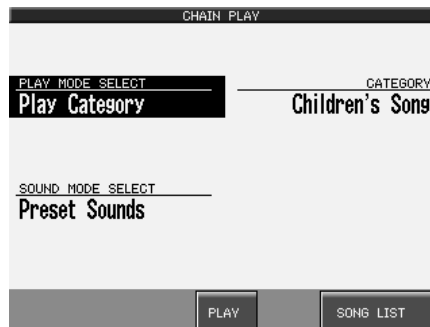 CHAIN PLAY
PLAY MODE SELECT
Play Category
CATEGORY
Children's Song
SOUND MODE SELECT
Preset Sounds
PLAY
SONG LIST